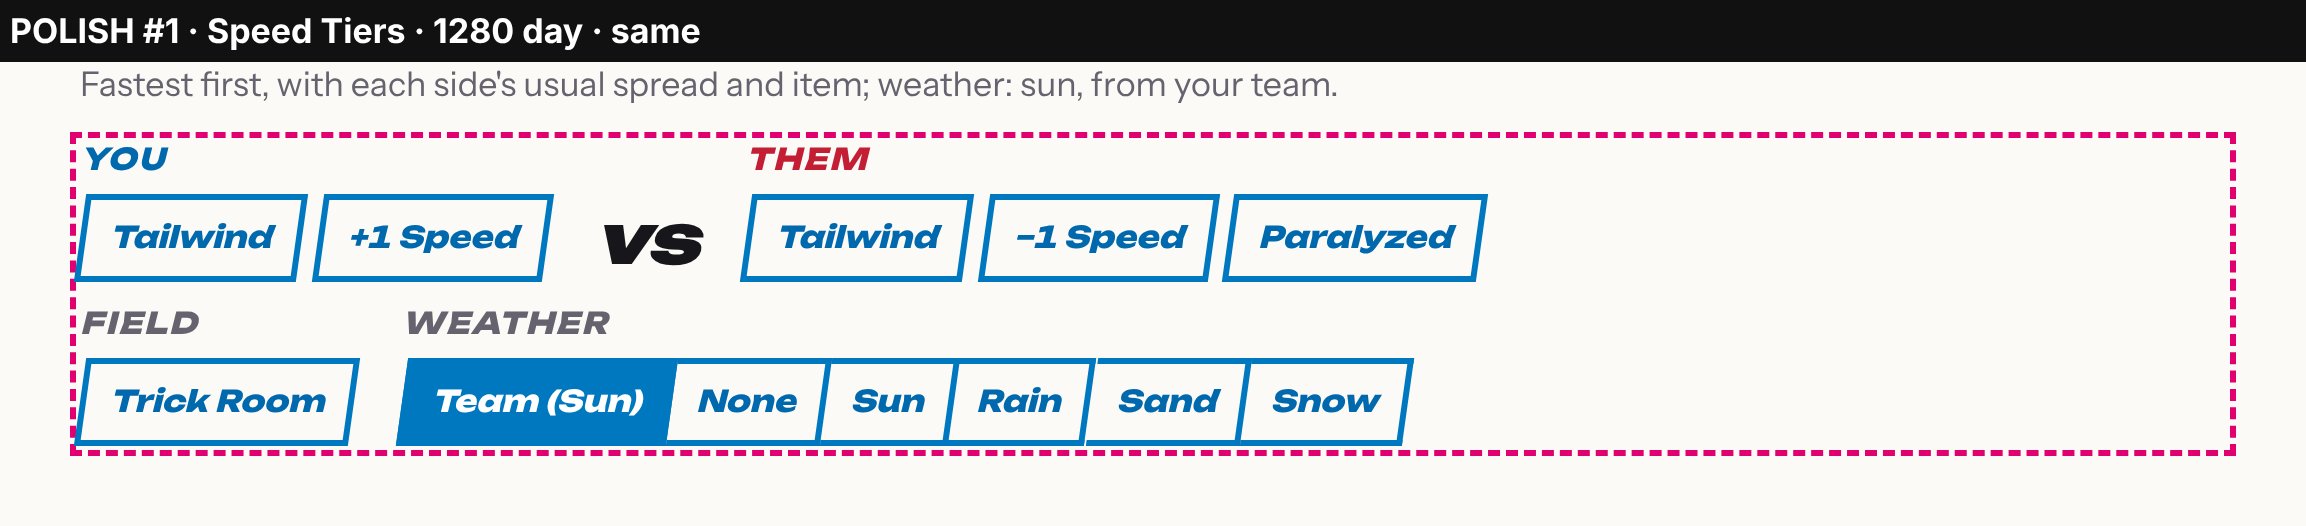 POLISH #1 · Speed Tiers · 1280 day · same
Fastest first, with each side's usual spread and item; weather: sun, from your team.
YOU THEM
Tailwind +1 Speed VS Tailwind −1 Speed Paralyzed
FIELD WEATHER
Trick Room Team (Sun) None Sun Rain Sand Snow